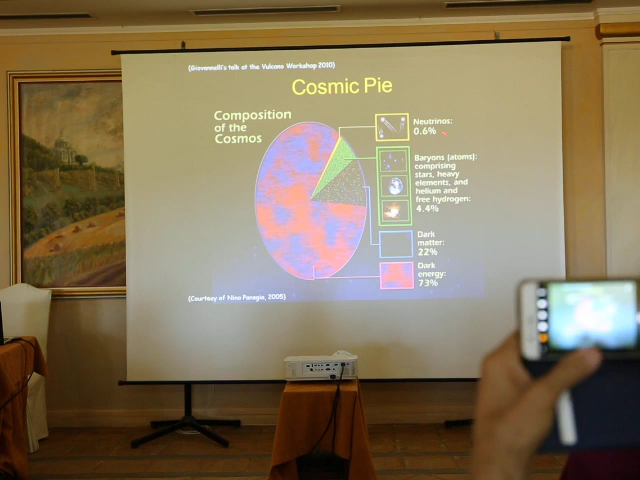 (Giovannelli's talk at the Vulcano Workshop 2010)
Cosmic Pie
Composition
of the
Cosmos
Neutrinos:
0.6%
Baryons (atoms):
comprising
stars, heavy
elements, and
helium and
free hydrogen:
4.4%
Dark
matter:
22%
Dark
energy:
73%
(Courtesy of Nino Panagia, 2005)